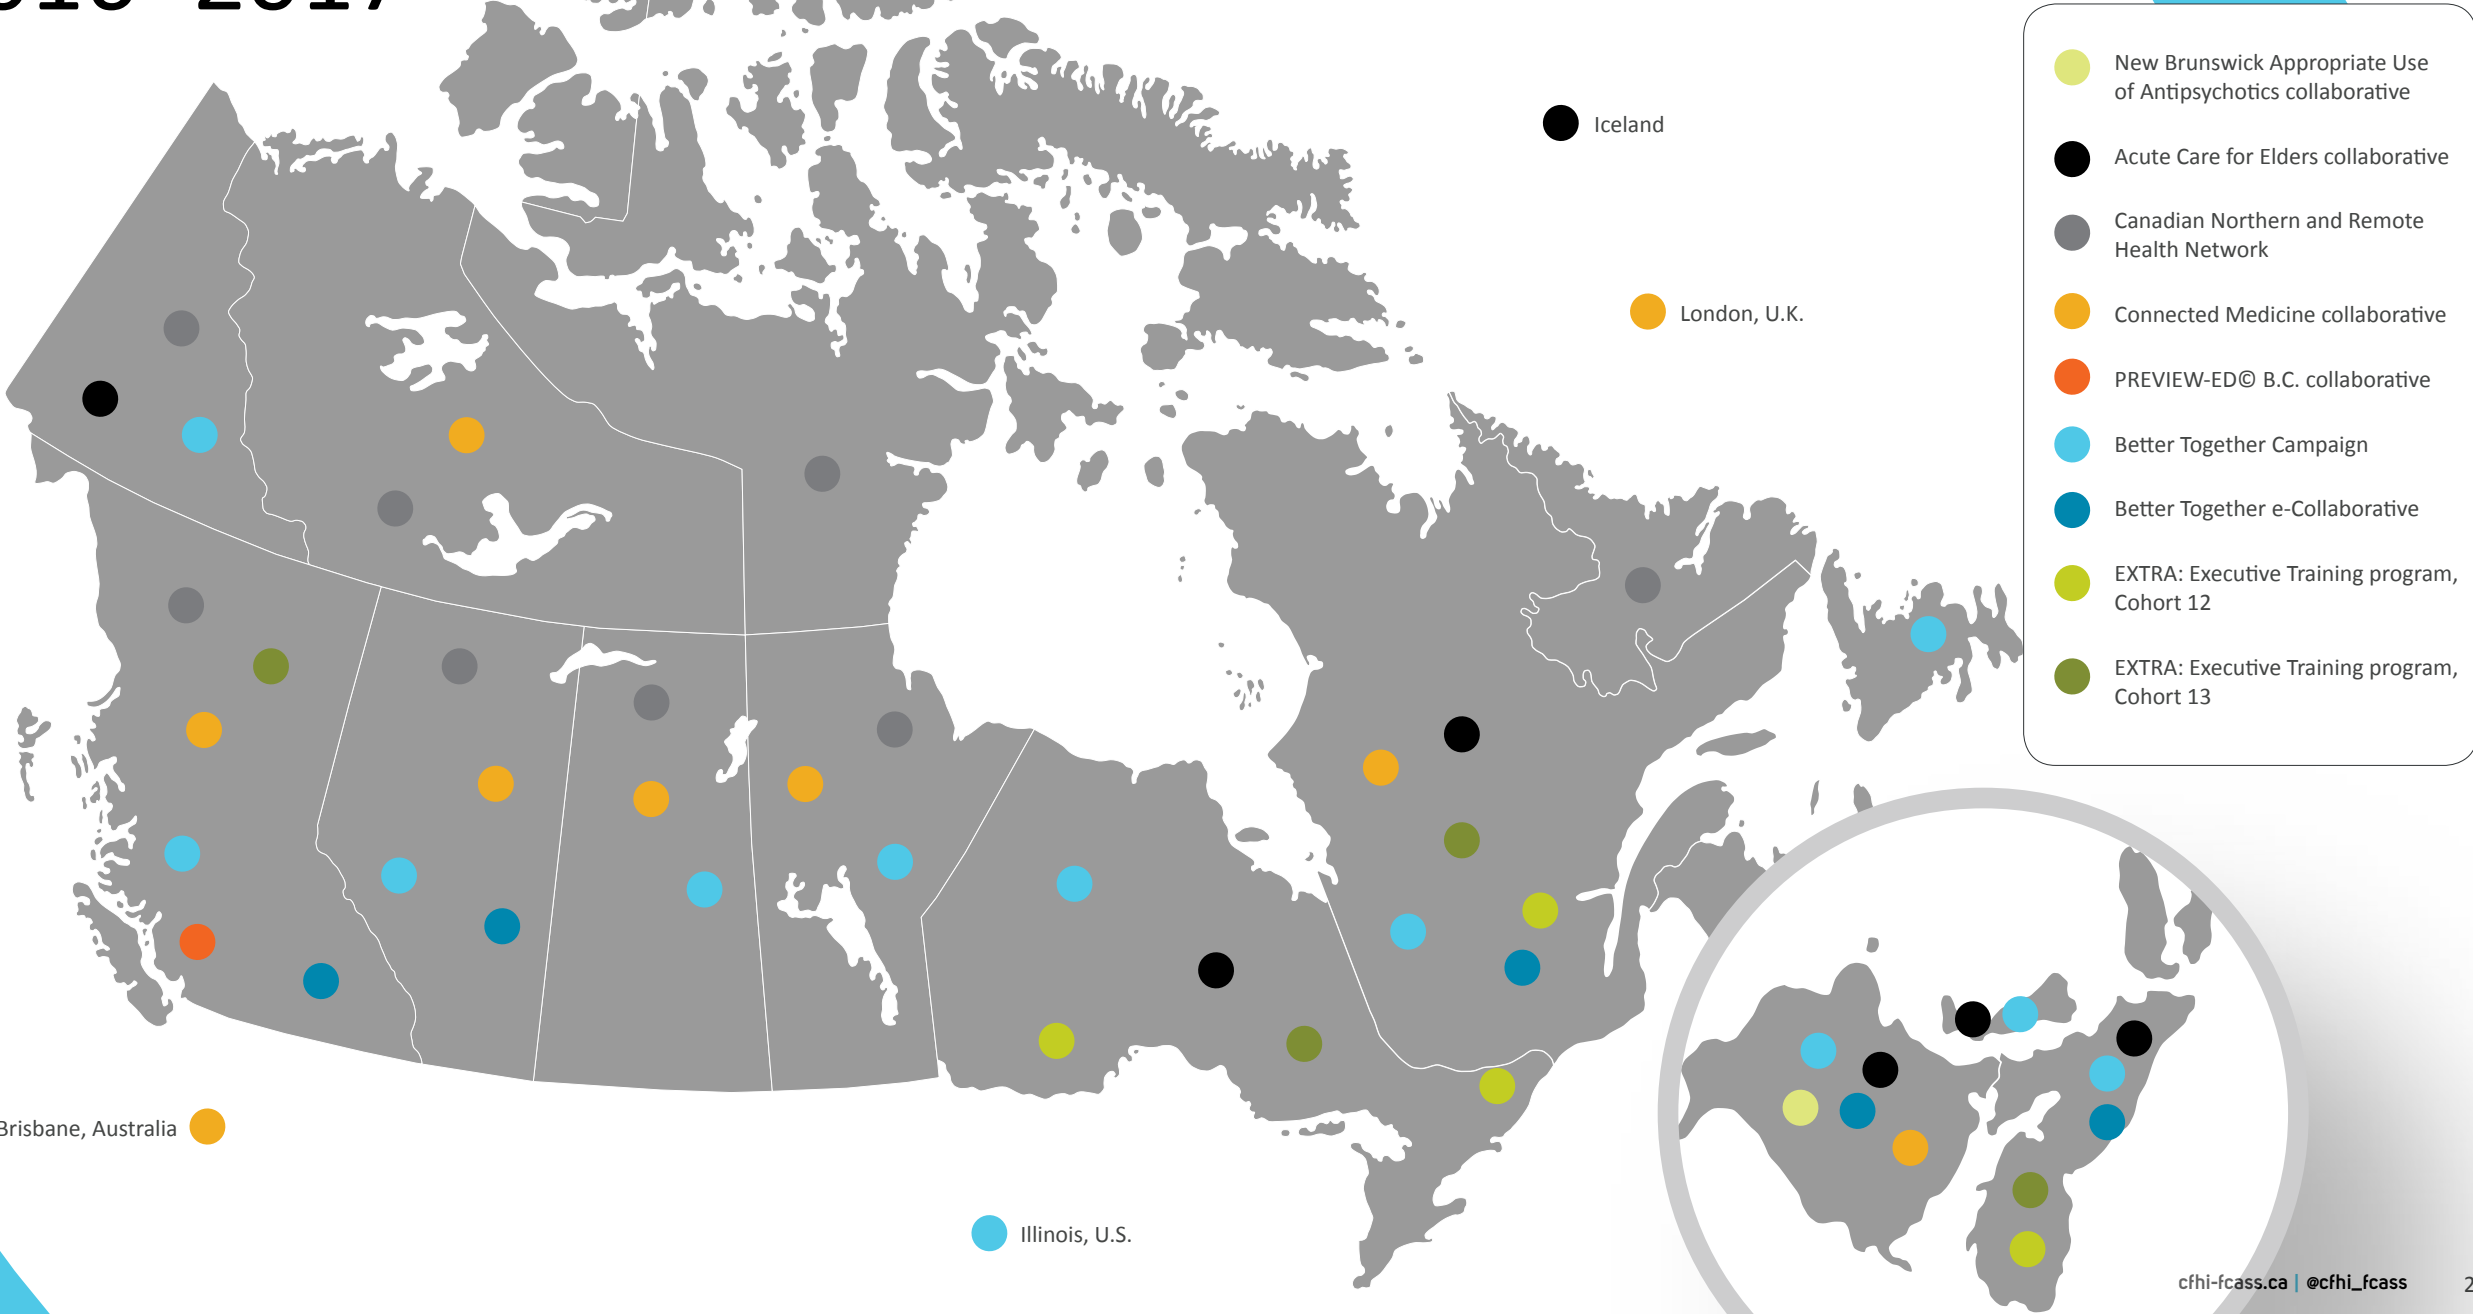 2017
Iceland
London, U.K.
New Brunswick Appropriate Use
of Antipsychotics collaborative
Acute Care for Elders collaborative
Canadian Northern and Remote
Health Network
Connected Medicine collaborative
PREVIEW-ED© B.C. collaborative
Better Together Campaign
Better Together e-Collaborative
EXTRA: Executive Training program,
Cohort 12
EXTRA: Executive Training program,
Cohort 13
Brisbane, Australia
Illinois, U.S.
cfhi-fcass.ca | @cfhi_fcass